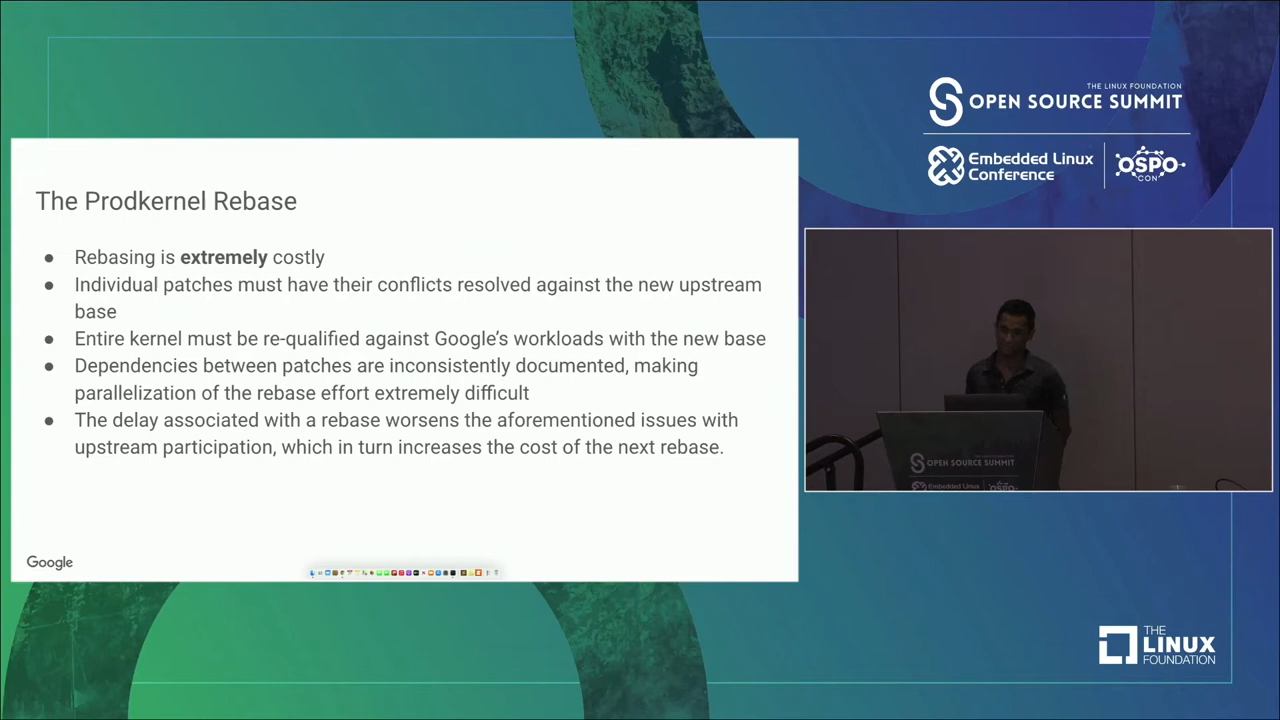 THE LINUX FOUNDATION
OPEN SOURCE SUMMIT
Embedded Linux
Conference
OSPO
CON
The Prodkernel Rebase
● Rebasing is extremely costly
● Individual patches must have their conflicts resolved against the new upstream
base
● Entire kernel must be re-qualified against Google's workloads with the new base
● Dependencies between patches are inconsistently documented, making
parallelization of the rebase effort extremely difficult
● The delay associated with a rebase worsens the aforementioned issues with
upstream participation, which in turn increases the cost of the next rebase.
Google
OPEN SOURCE SUMMIT
Embedded Linux
OSPO
THE
LINUX
FOUNDATION